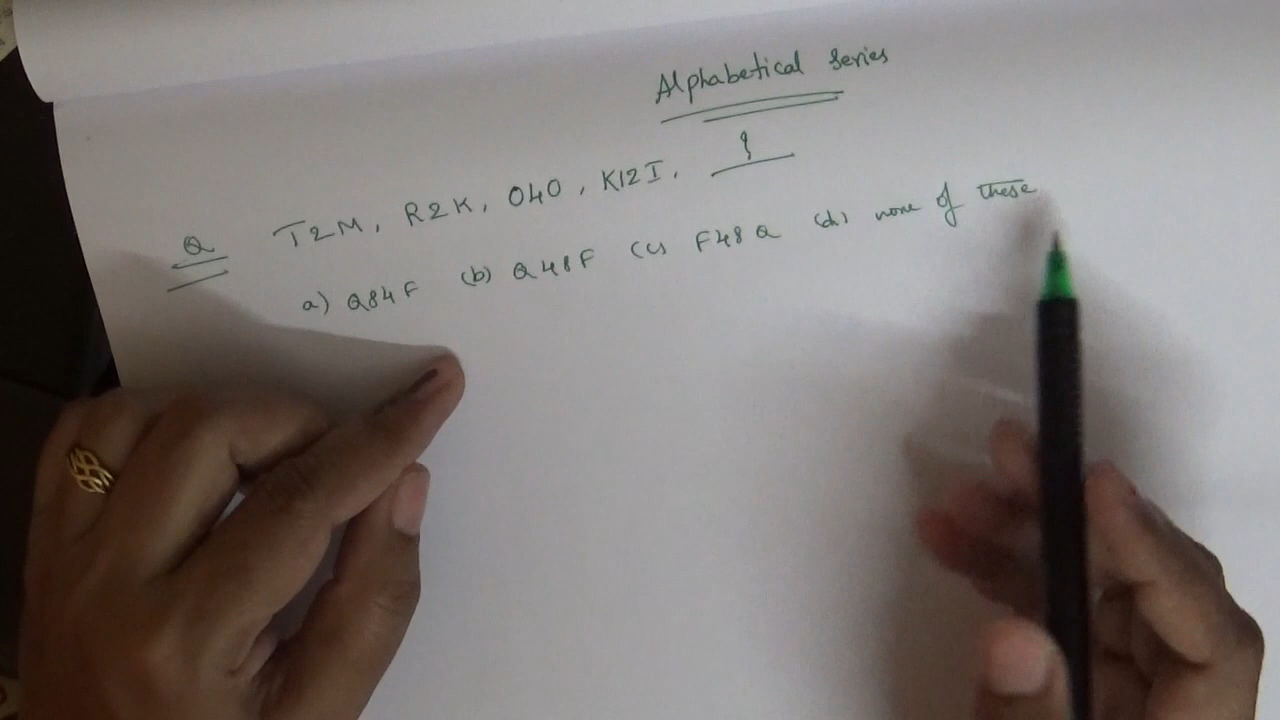 Alphabetical Series
Q T2M, R2K, O4O, K12I, ?
a) Q84F (b) Q48F (c) F48Q (d) none of these